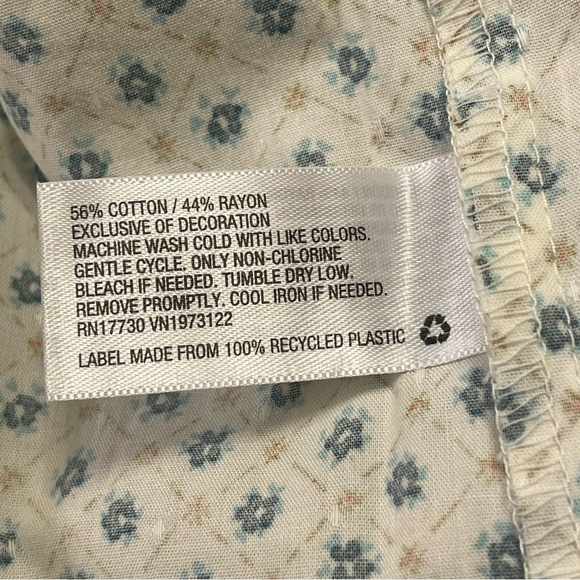 56% COTTON / 44% RAYON
EXCLUSIVE OF DECORATION
MACHINE WASH COLD WITH LIKE COLORS.
GENTLE CYCLE. ONLY NON-CHLORINE
BLEACH IF NEEDED. TUMBLE DRY LOW.
REMOVE PROMPTLY. COOL IRON IF NEEDED.
RN17730 VN1973122
LABEL MADE FROM 100% RECYCLED PLASTIC